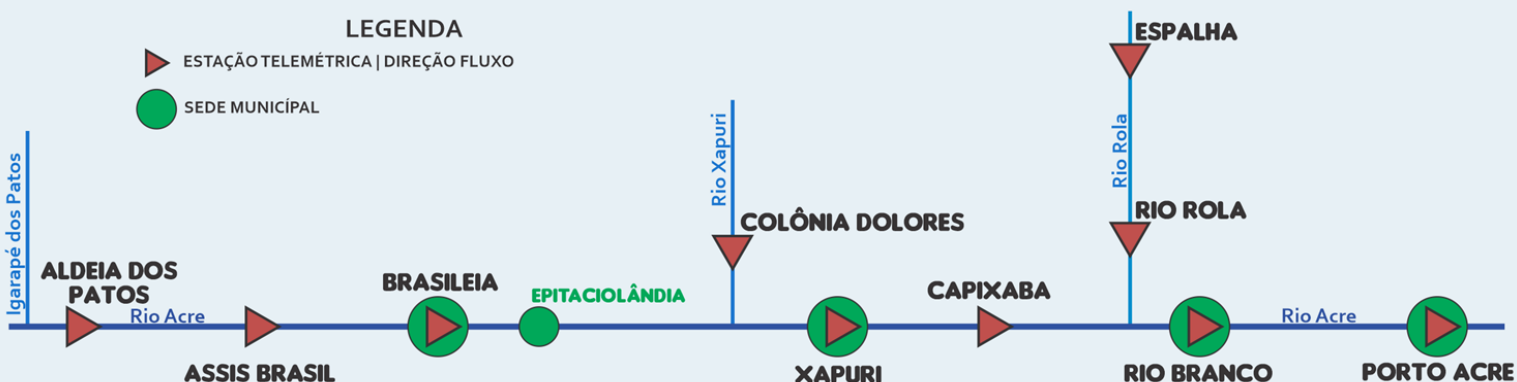 LEGENDA
ESTAÇÃO TELEMÉTRICA | DIREÇÃO FLUXO
SEDE MUNICÍPAL
Igarapé dos Patos
ALDEIA DOS
PATOS
Rio Acre
ASSIS BRASIL
BRASILEIA
EPITACIOLÂNDIA
Rio Xapuri
COLÔNIA DOLORES
XAPURI
CAPIXABA
ESPALHA
Rio Rola
RIO ROLA
RIO BRANCO
Rio Acre
PORTO ACRE